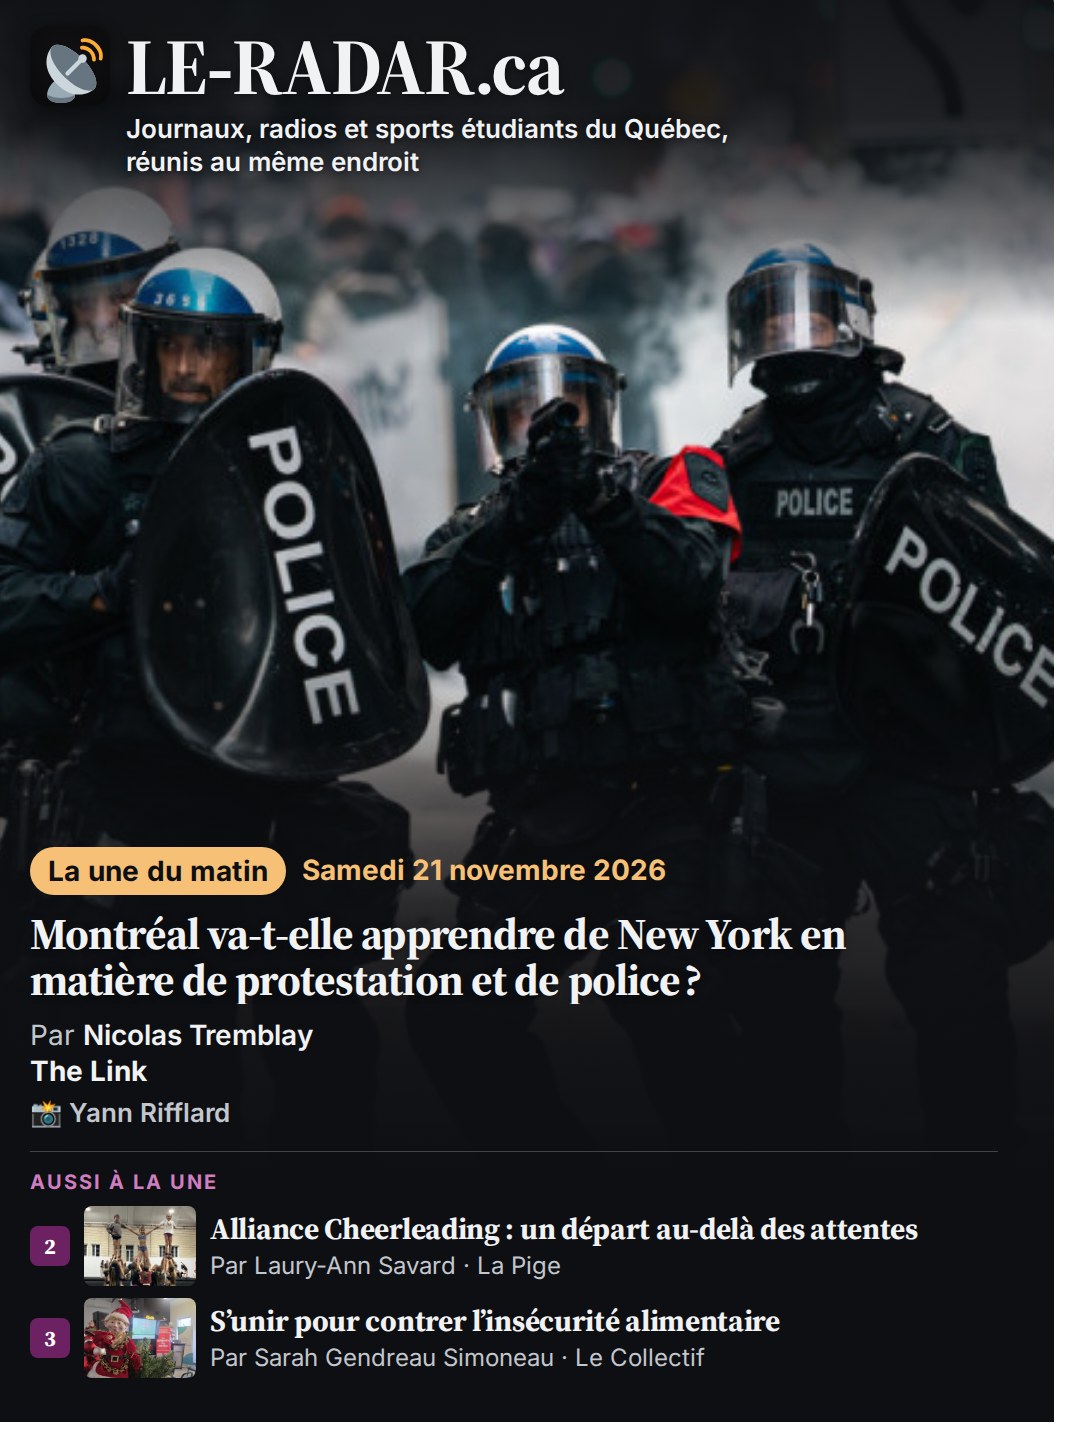 LE-RADAR.ca
Journaux, radios et sports étudiants du Québec,
réunis au même endroit
1328
3696
POLICE
POLICE
POLICE
La une du matin
Samedi 21 novembre 2026
Montréal va-t-elle apprendre de New York en
matière de protestation et de police ?
Par Nicolas Tremblay
The Link
Yann Rifflard
AUSSI À LA UNE
2
Alliance Cheerleading : un départ au-delà des attentes
Par Laury-Ann Savard · La Pige
3
S’unir pour contrer l’insécurité alimentaire
Par Sarah Gendreau Simoneau · Le Collectif